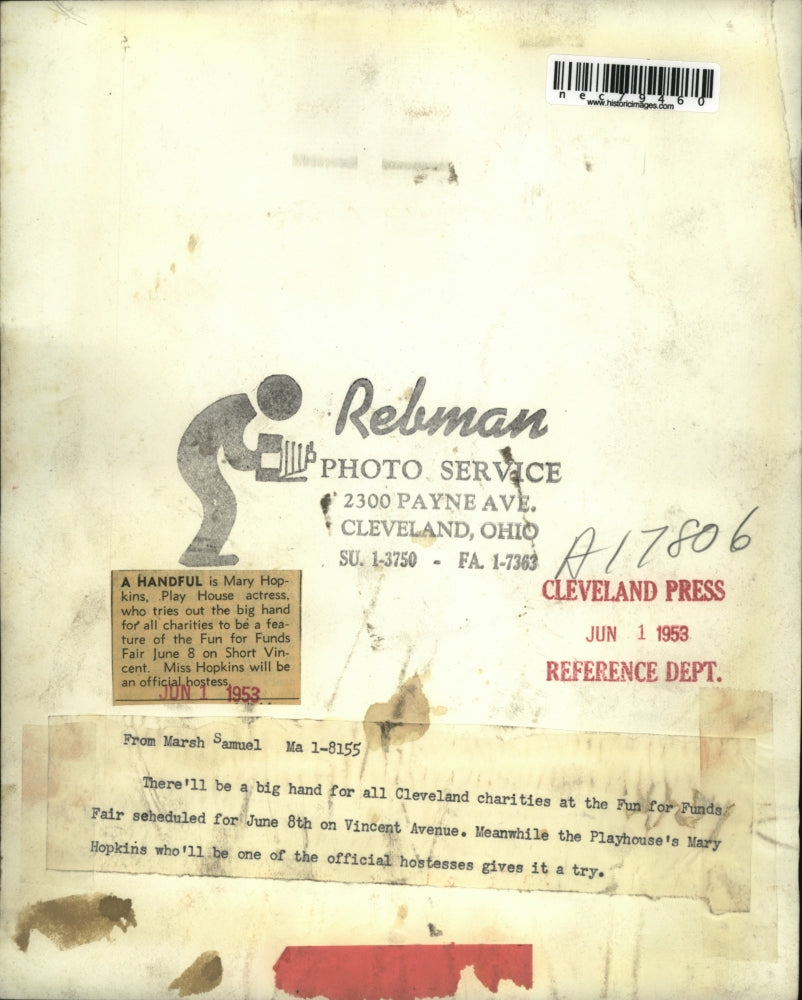 nec79460
www.historicimages.com
Rebman
PHOTO SERVICE
2300 PAYNE AVE.
CLEVELAND, OHIO
SU. 1-3750 - FA. 1-7363
A17806
CLEVELAND PRESS
JUN 1 1953
REFERENCE DEPT.
A HANDFUL is Mary Hop-
kins, Play House actress,
who tries out the big hand
for all charities to be a fea-
ture of the Fun for Funds
Fair June 8 on Short Vin-
cent. Miss Hopkins will be
an official hostess.
JUN 1 1953
From Marsh Samuel Ma 1-8155
There'll be a big hand for all Cleveland charities at the Fun for Funds
Fair seheduled for June 8th on Vincent Avenue. Meanwhile the Playhouse's Mary
Hopkins who'll be one of the official hostesses gives it a try.